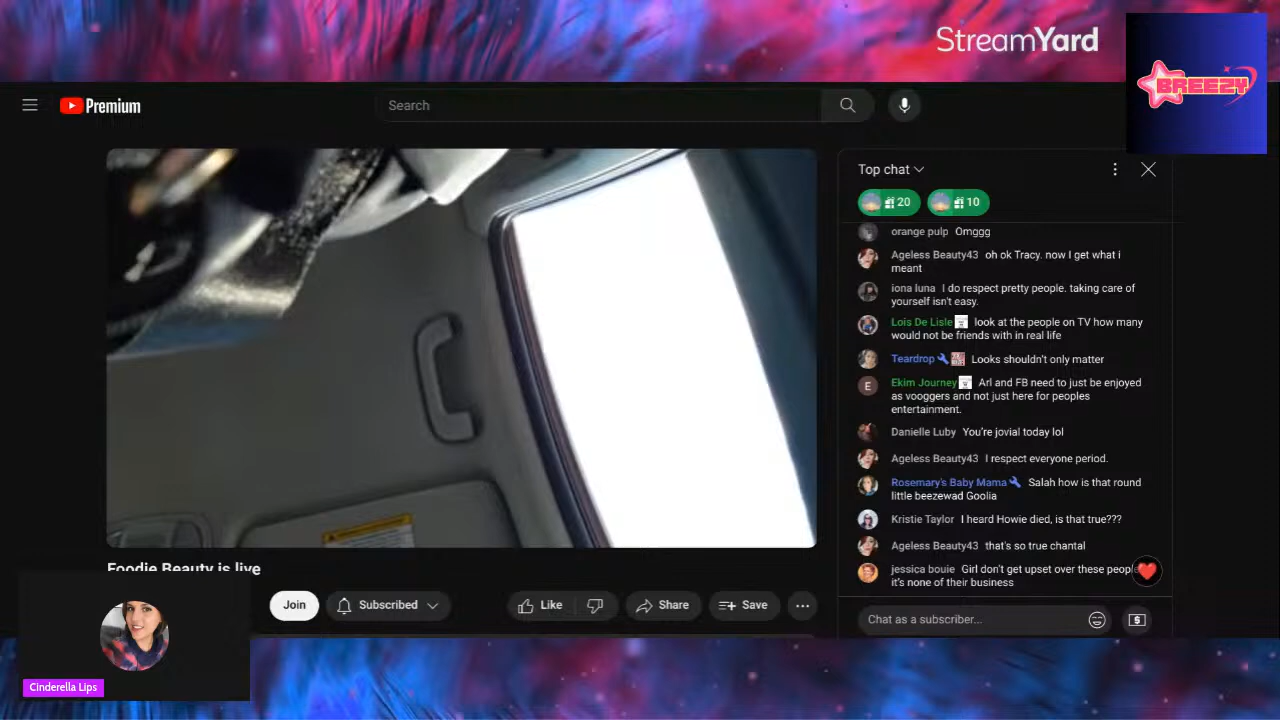 StreamYard
BREEZY
Premium
Search
Top chat
20
10
orange pulp Omggg
Ageless Beauty43 oh ok Tracy. now I get what i
meant
iona luna I do respect pretty people. taking care of
yourself isn't easy.
Lois De Lisle look at the people on TV how many
would not be friends with in real life
Teardrop Looks shouldn't only matter
E
Ekim Journey Arl and FB need to just be enjoyed
as vooggers and not just here for peoples
entertainment.
Danielle Luby You're jovial today lol
Ageless Beauty43 I respect everyone period.
Rosemary's Baby Mama Salah how is that round
little beezewad Goolia
Kristie Taylor I heard Howie died, is that true???
Ageless Beauty43 that's so true chantal
jessica bouie Girl don't get upset over these peopl
it's none of their business
Chat as a subscriber...
Foodie Beauty is live
Join
Subscribed
Like
Share
Save
Cinderella Lips